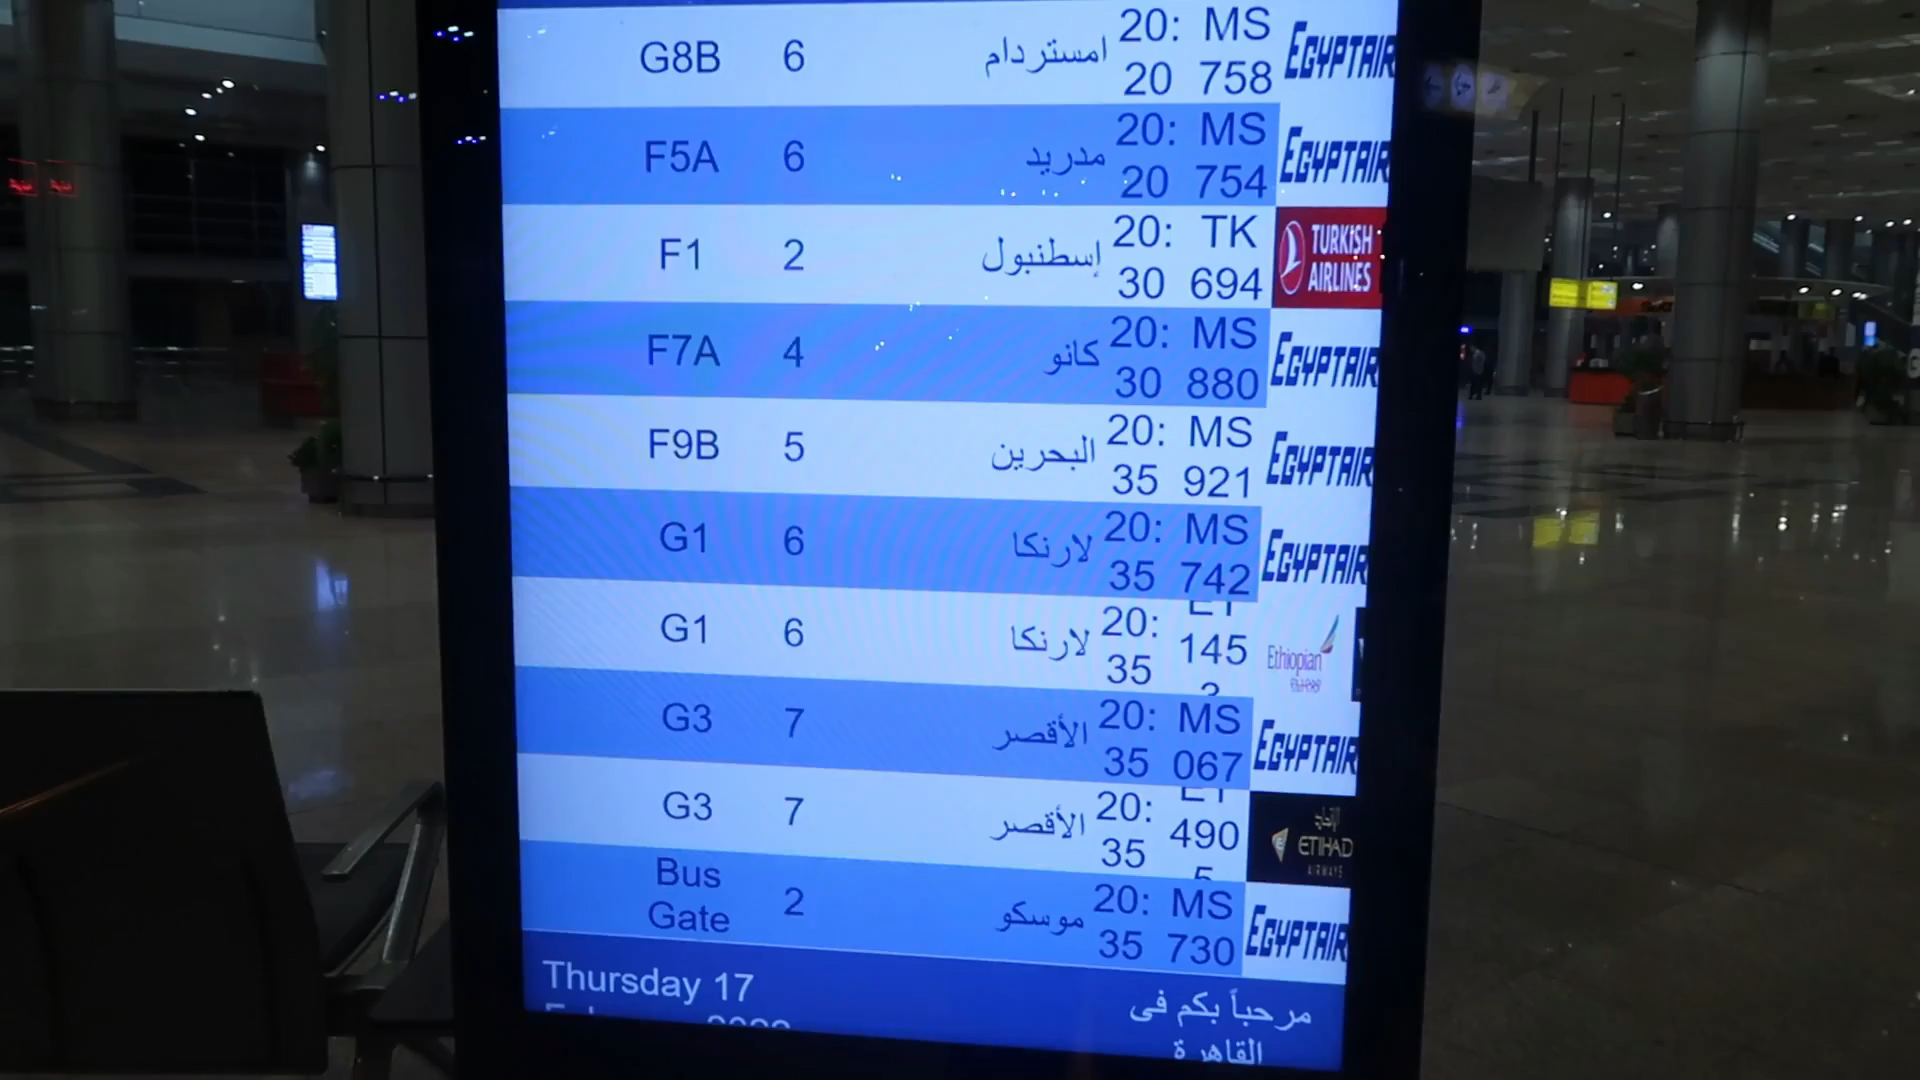 G8B 6 امستردام 20:20 MS 758 EGYPTAIR
F5A 6 مدريد 20:20 MS 754 EGYPTAIR
F1 2 إسطنبول 20:30 TK 694 TURKISH AIRLINES
F7A 4 كانو 20:30 MS 880 EGYPTAIR
F9B 5 البحرين 20:35 MS 921 EGYPTAIR
G1 6 لارنكا 20:35 MS 742 EGYPTAIR
G1 6 لارنكا 20:35 145 Ethiopian
G3 7 الأقصر 20:35 MS 067 EGYPTAIR
G3 7 الأقصر 20:35 490 الإتحاد ETIHAD AIRWAYS
Bus Gate 2 موسكو 20:35 MS 730 EGYPTAIR
Thursday 17
مرحباً بكم فى
القاهرة